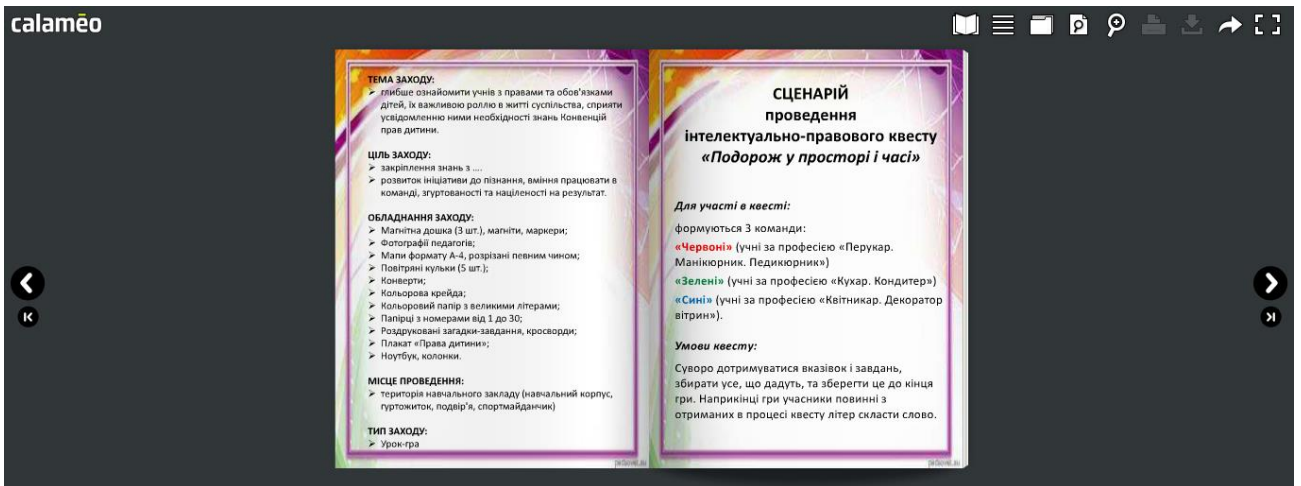 calamēo
ТЕМА ЗАХОДУ:
➢ глибше ознайомити учнів з правами та обов'язками
дітей, їх важливою роллю в житті суспільства, сприяти
усвідомленню ними необхідності знань Конвенцій
прав дитини.
ЦІЛЬ ЗАХОДУ:
➢ закріплення знань з ....
➢ розвиток ініціативи до пізнання, вміння працювати в
команді, згуртованості та націленості на результат.
ОБЛАДНАННЯ ЗАХОДУ:
➢ Магнітна дошка (3 шт.), магніти, маркери;
➢ Фотографії педагогів;
➢ Мапи формату А-4, розрізані певним чином;
➢ Повітряні кульки (5 шт.);
➢ Конверти;
➢ Кольорова крейда;
➢ Кольоровий папір з великими літерами;
➢ Папірці з номерами від 1 до 30;
➢ Роздруковані загадки-завдання, кросворди;
➢ Плакат «Права дитини»;
➢ Ноутбук, колонки.
МІСЦЕ ПРОВЕДЕННЯ:
➢ територія навчального закладу (навчальний корпус,
гуртожиток, подвір'я, спортмайданчик)
ТИП ЗАХОДУ:
➢ Урок-гра
СЦЕНАРІЙ
проведення
інтелектуально-правового квесту
«Подорож у просторі і часі»
Для участі в квесті:
формуються 3 команди:
«Червоні» (учні за професією «Перукар.
Манікюрник. Педикюрник»)
«Зелені» (учні за професією «Кухар. Кондитер»)
«Сині» (учні за професією «Квітникар. Декоратор
вітрин»).
Умови квесту:
Суворо дотримуватися вказівок і завдань,
збирати усе, що дадуть, та зберегти це до кінця
гри. Наприкінці гри учасники повинні з
отриманих в процесі квесту літер скласти слово.